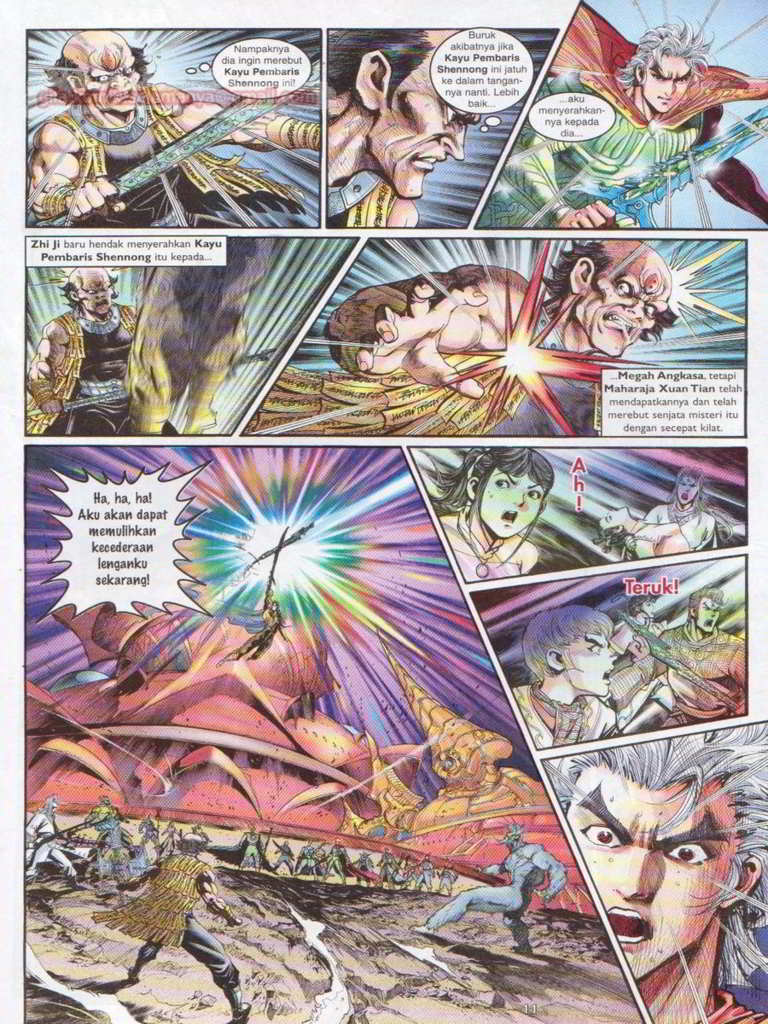 Nampaknya
dia ingin merebut
Kayu Pembaris
Shennong ini!
Buruk
akibatnya jika
Kayu Pembaris
Shennong ini jatuh
ke dalam tangan-
nya nanti. Lebih
baik...
...aku
menyerahkan-
nya kepada
dia...
Zhi Ji baru hendak menyerahkan Kayu
Pembaris Shennong itu kepada...
...Megah Angkasa, tetapi
Maharaja Xuan Tian telah
mendapatkannya dan telah
merebut senjata misteri itu
dengan secepat kilat.
Ha, ha, ha!
Aku akan dapat
memulihkan
kecederaan
lenganku
sekarang!
Ah!
Teruk!
11